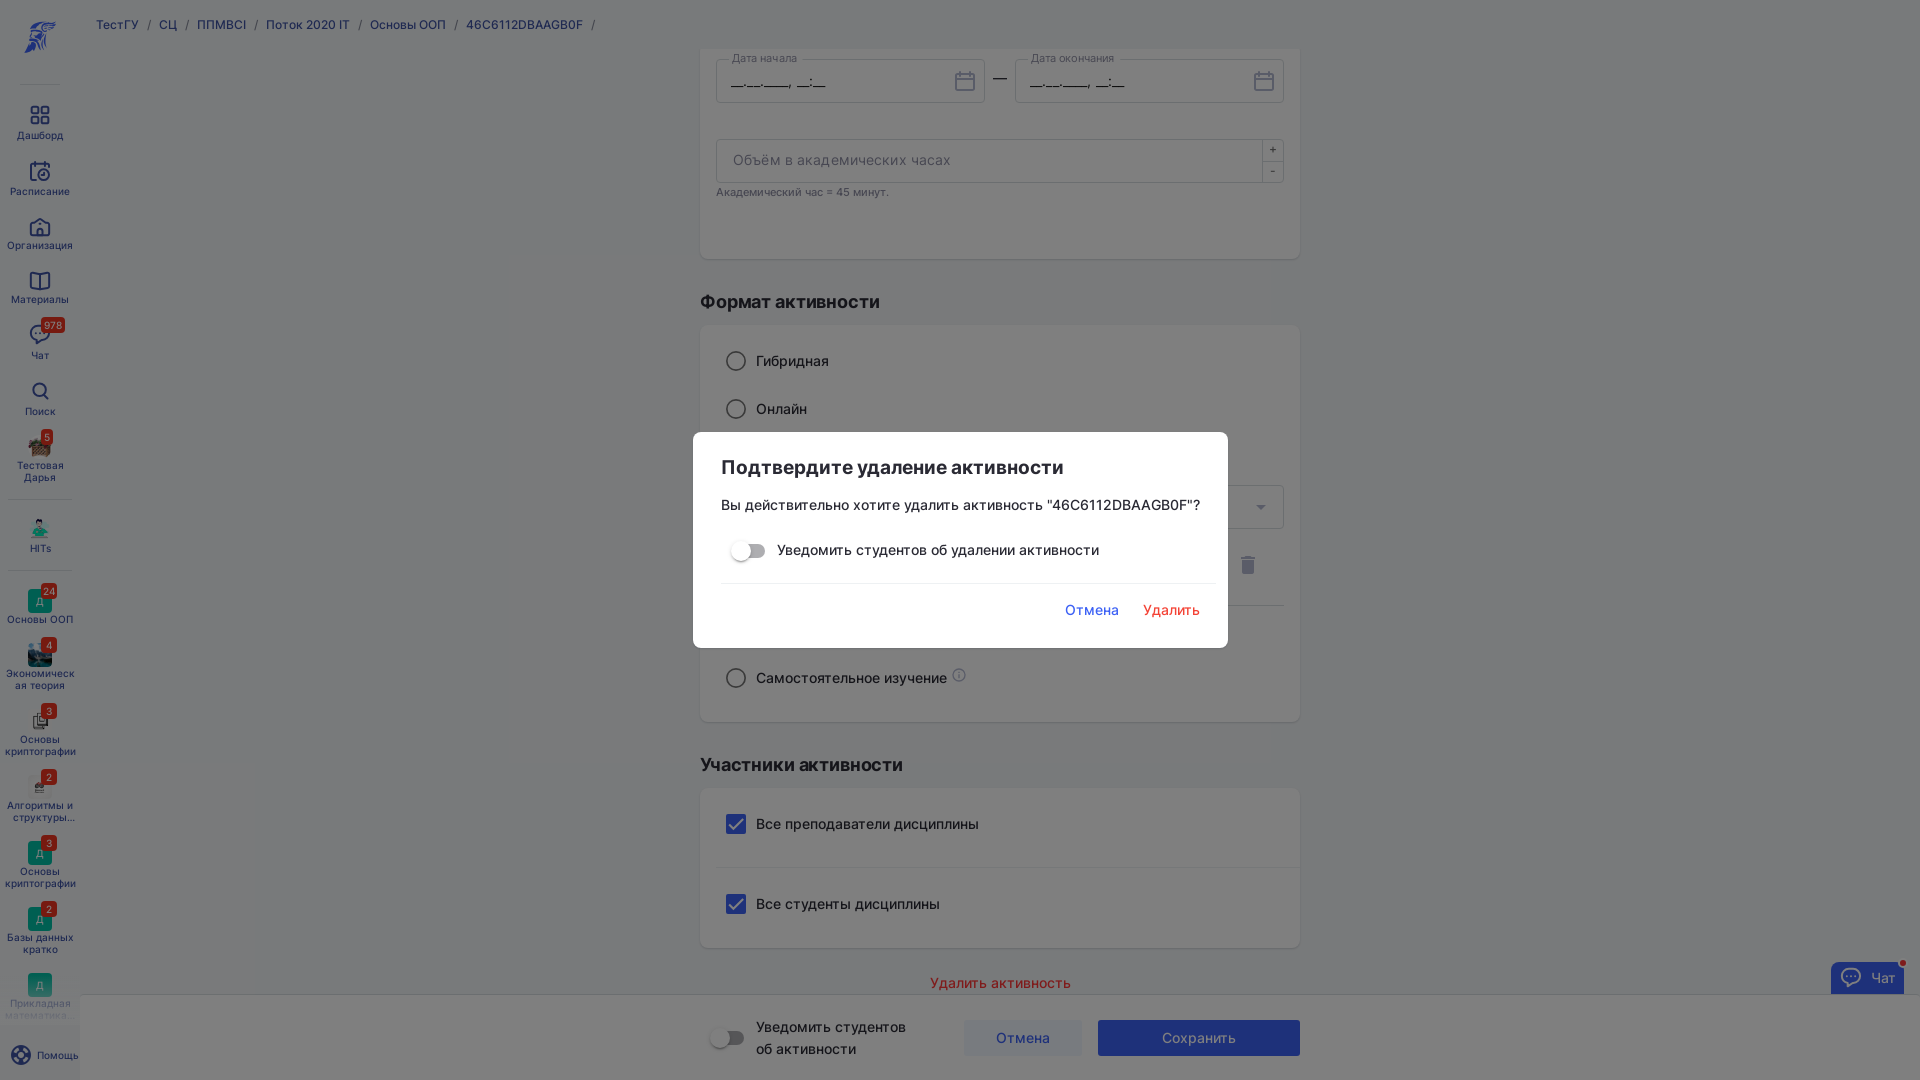 ТестГУ / СЦ / ППМВСІ / Поток 2020 IT / Основы ООП / 46C6112DBAAGB0F /
Дашборд
Расписание
Организация
Материалы
978
Чат
Поиск
5
Тестовая
Дарья
HITs
24
Д
Основы ООП
4
Экономическ
ая теория
3
Основы
криптографии
2
Алгоритмы и
структуры...
3
Д
Основы
криптографии
2
Д
Базы данных
кратко
Д
Прикладная
математика...
Помощь
Дата начала
__.__.____, __:__
—
Дата окончания
__.__.____, __:__
Объём в академических часах
+
-
Академический час = 45 минут.
Формат активности
Гибридная
Онлайн
Подтвердите удаление активности
Вы действительно хотите удалить активность "46C6112DBAAGB0F"?
Уведомить студентов об удалении активности
Отмена
Удалить
Самостоятельное изучение
Участники активности
Все преподаватели дисциплины
Все студенты дисциплины
Удалить активность
Уведомить студентов
об активности
Отмена
Сохранить
Чат